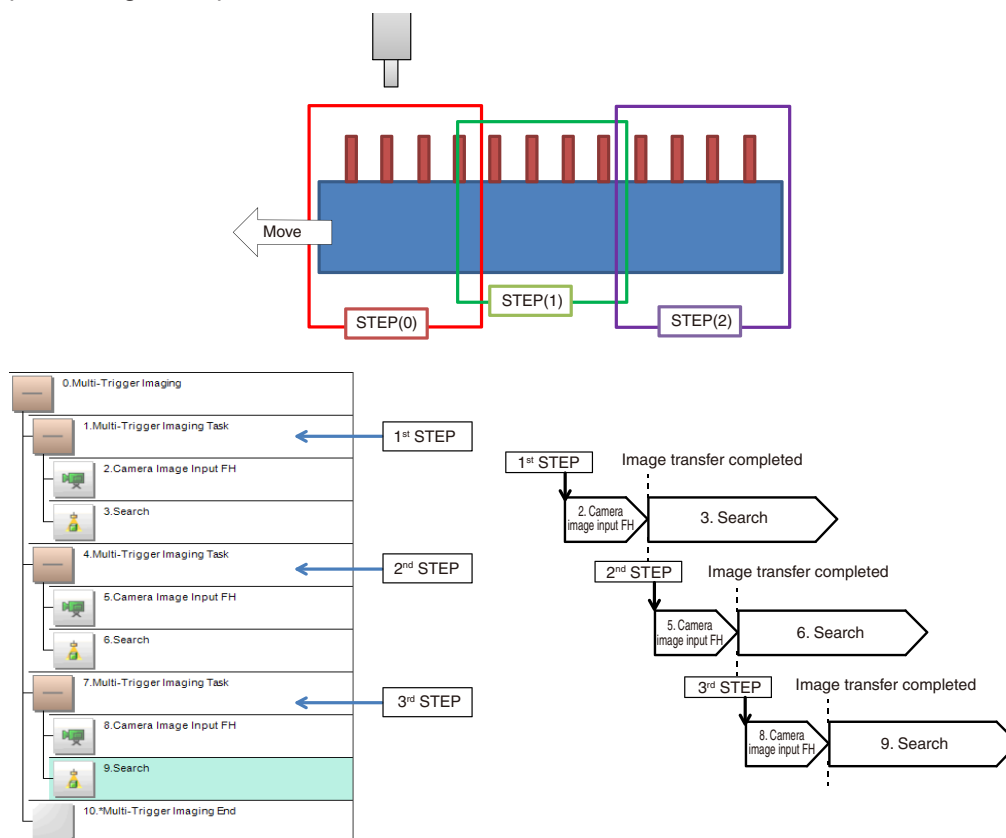 Move
STEP(0)
STEP(1)
STEP(2)
0.Multi-Trigger Imaging
1.Multi-Trigger Imaging Task
2.Camera Image Input FH
3.Search
4.Multi-Trigger Imaging Task
5.Camera Image Input FH
6.Search
7.Multi-Trigger Imaging Task
8.Camera Image Input FH
9.Search
10.*Multi-Trigger Imaging End
1st STEP
2nd STEP
3rd STEP
1st STEP
Image transfer completed
2. Camera
image input FH
3. Search
2nd STEP
Image transfer completed
5. Camera
image input FH
6. Search
3rd STEP
Image transfer completed
8. Camera
image input FH
9. Search